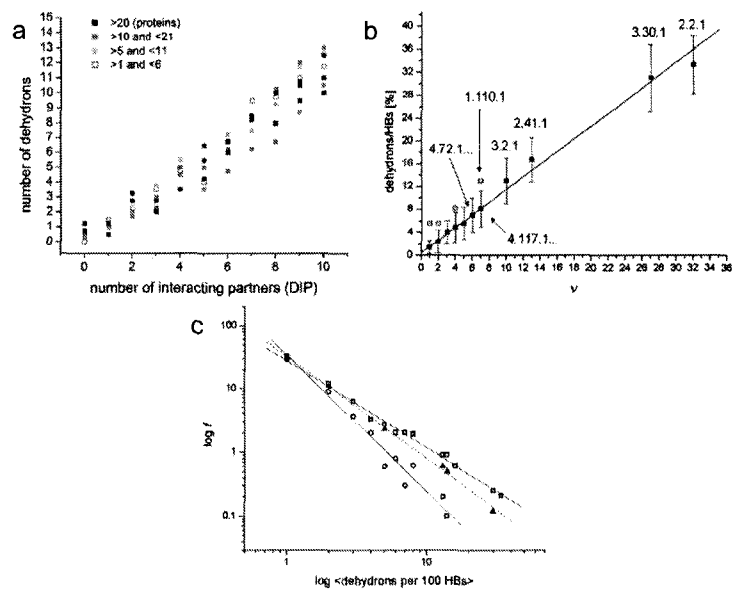 a
15
14
13
12
11
10
9
8
7
6
5
4
3
2
1
0
number of dehydrons
>20 (proteins)
>10 and <21
>5 and <11
>1 and <6
0 1 2 3 4 5 6 7 8 9 10
number of interacting partners (DIP)
b
40
36
32
28
24
20
16
12
8
4
0
dehydrons/HBs [%]
3.30.1
2.2.1
1.110.1
2.41.1
4.72.1...
3.2.1
4.117.1...
0 2 4 6 8 10 12 14 16 18 20 22 24 26 28 30 32 34 36
ν
c
100
10
1
0.1
log f
1 10
log <dehydrons per 100 HBs>